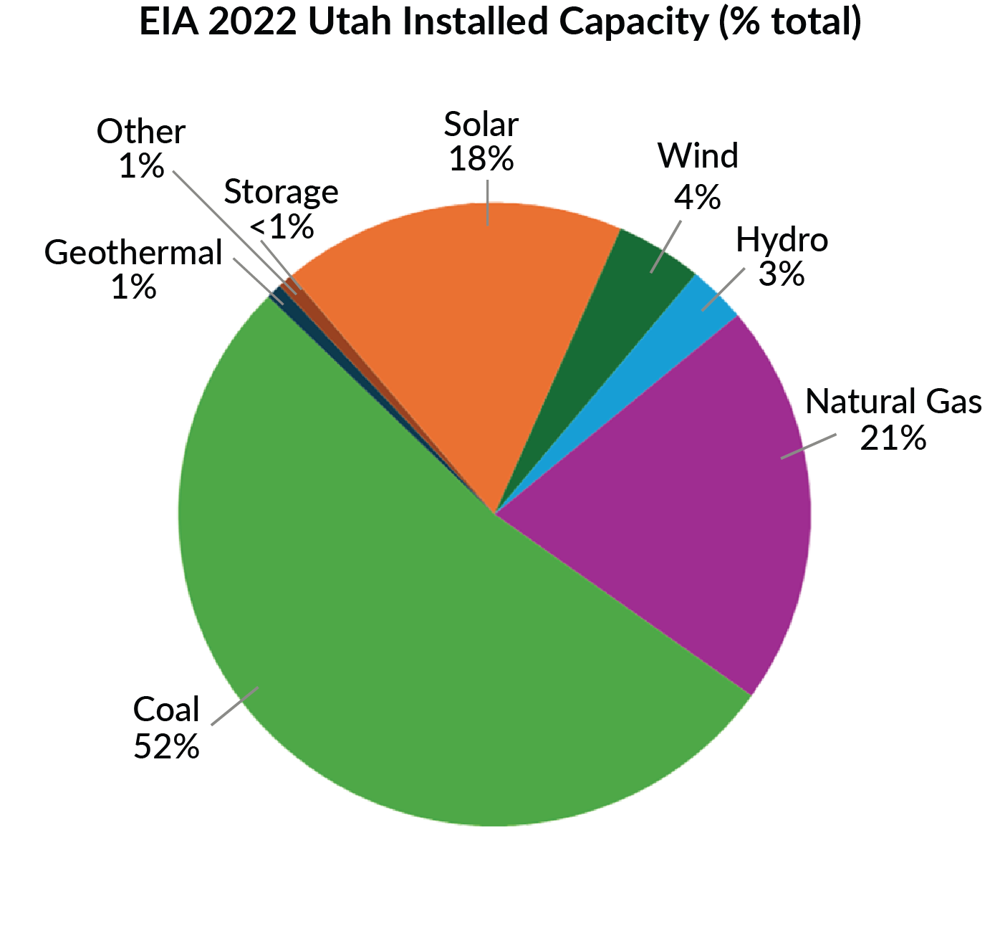 EIA 2022 Utah Installed Capacity (% total)
Other
1%
Storage
<1%
Geothermal
1%
Solar
18%
Wind
4%
Hydro
3%
Natural Gas
21%
Coal
52%